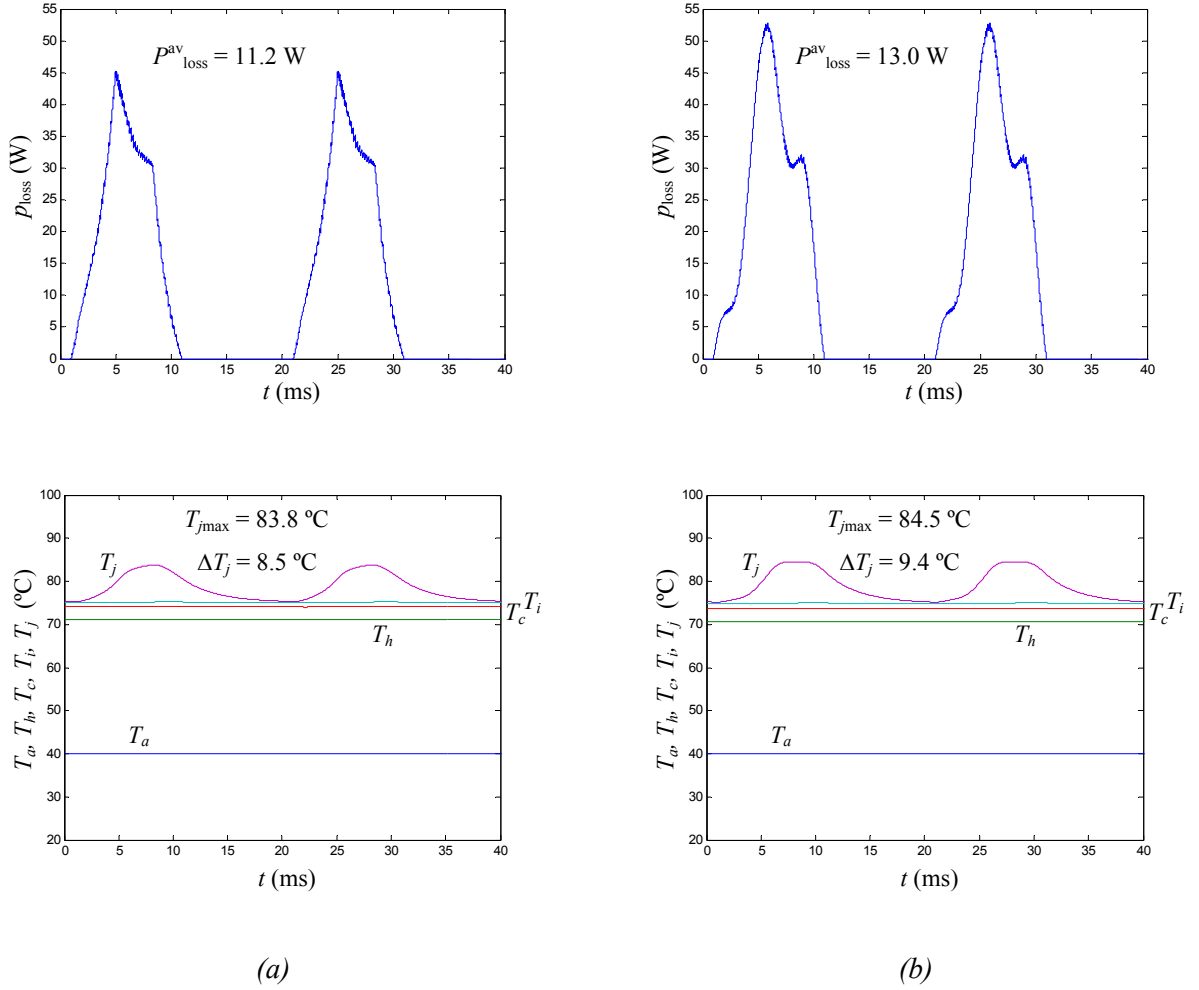 55
50
45
40
35
30
25
20
15
10
5
0
p_loss (W)
P^av_loss = 11.2 W
0 5 10 15 20 25 30 35 40
t (ms)
55
50
45
40
35
30
25
20
15
10
5
0
p_loss (W)
P^av_loss = 13.0 W
0 5 10 15 20 25 30 35 40
t (ms)
100
90
80
70
60
50
40
30
20
T_a, T_h, T_c, T_i, T_j (ºC)
T_jmax = 83.8 ºC
ΔT_j = 8.5 ºC
T_j
T_c T_i
T_h
T_a
0 5 10 15 20 25 30 35 40
t (ms)
100
90
80
70
60
50
40
30
20
T_a, T_h, T_c, T_i, T_j (ºC)
T_jmax = 84.5 ºC
ΔT_j = 9.4 ºC
T_j
T_c T_i
T_h
T_a
0 5 10 15 20 25 30 35 40
t (ms)
(a)
(b)